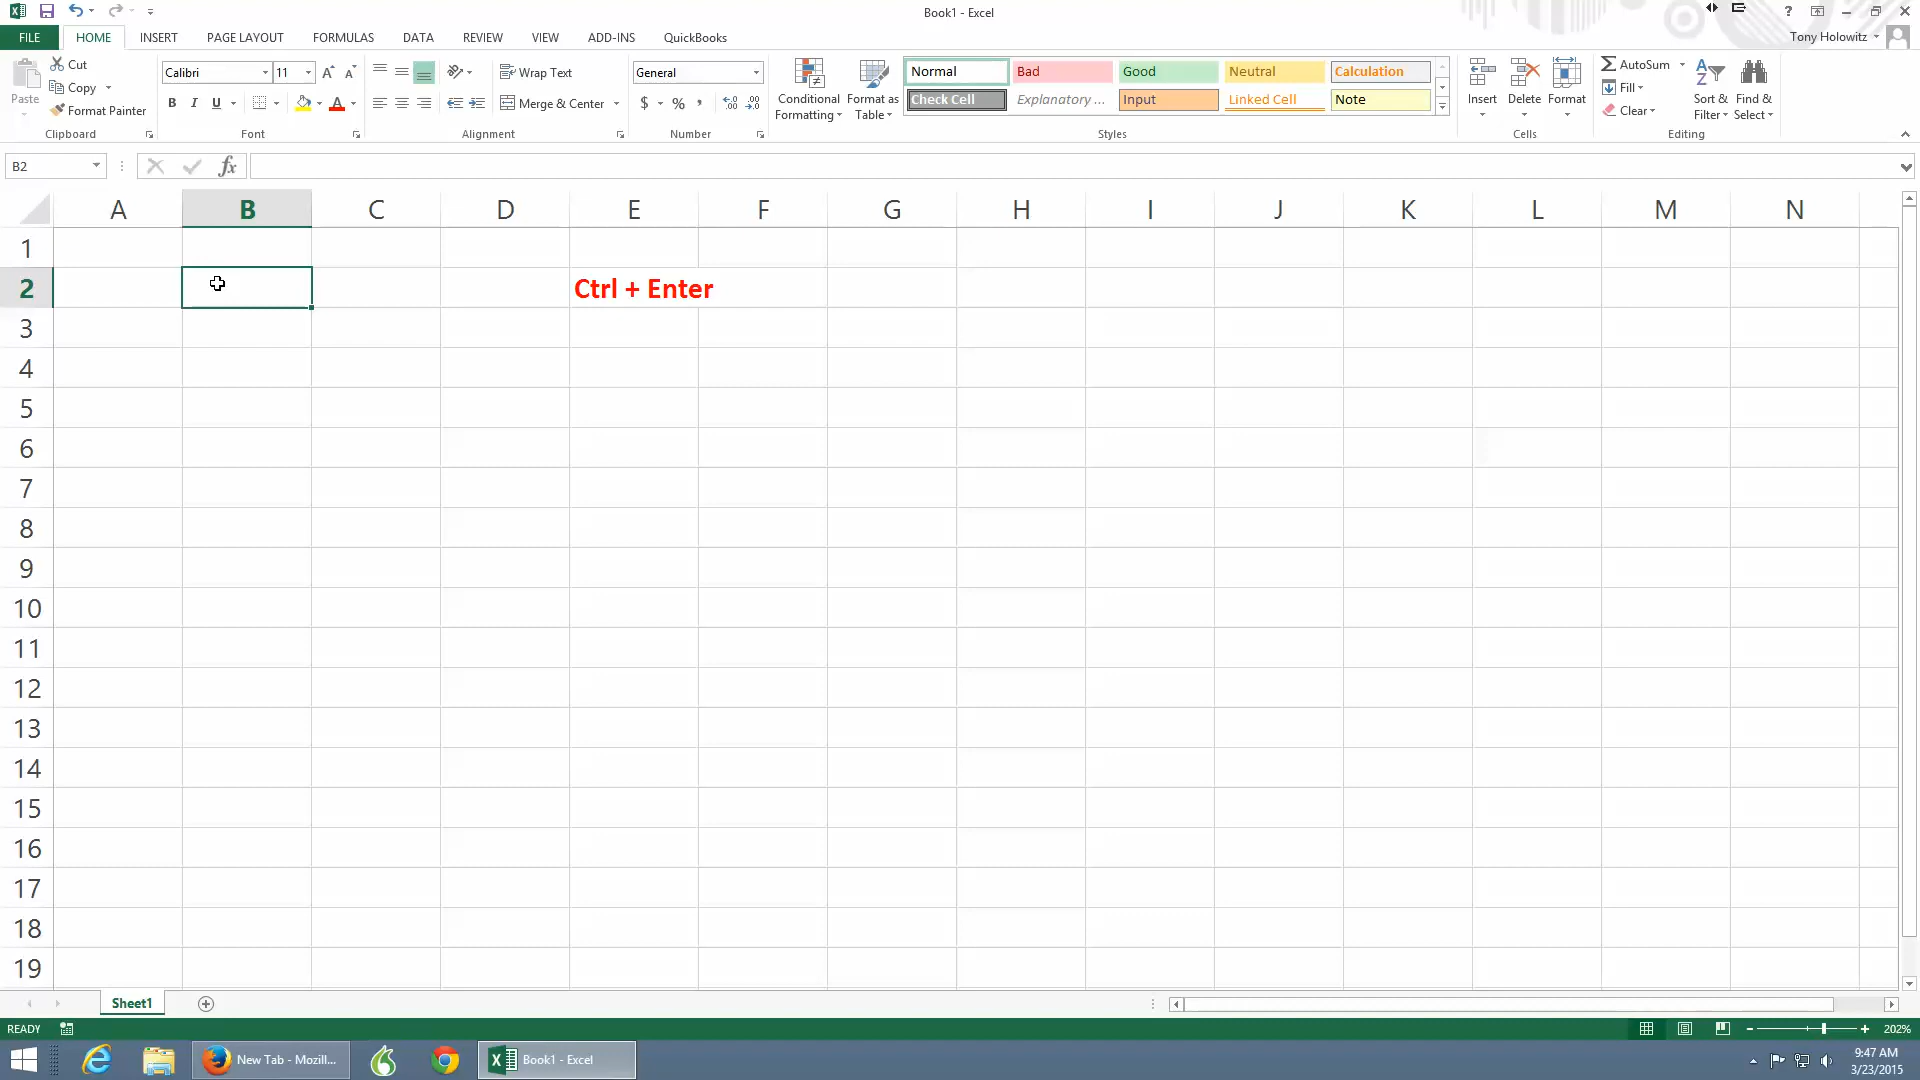 Book1 - Excel
FILE HOME INSERT PAGE LAYOUT FORMULAS DATA REVIEW VIEW ADD-INS QuickBooks Tony Holowitz
Paste
Cut
Copy
Format Painter
Clipboard
Calibri 11
B I U A
Font
Wrap Text
Merge & Center
Alignment
General
$ % ,
Number
Conditional Formatting
Format as Table
Normal Bad Good Neutral Calculation
Check Cell Explanatory ... Input Linked Cell Note
Styles
Insert Delete Format
Cells
AutoSum
Fill
Clear
Sort & Filter
Find & Select
Editing
B2 fx
A B C D E F G H I J K L M N
1
2 Ctrl + Enter
3
4
5
6
7
8
9
10
11
12
13
14
15
16
17
18
19
Sheet1
READY 202%
New Tab - Mozill... Book1 - Excel
9:47 AM
3/23/2015